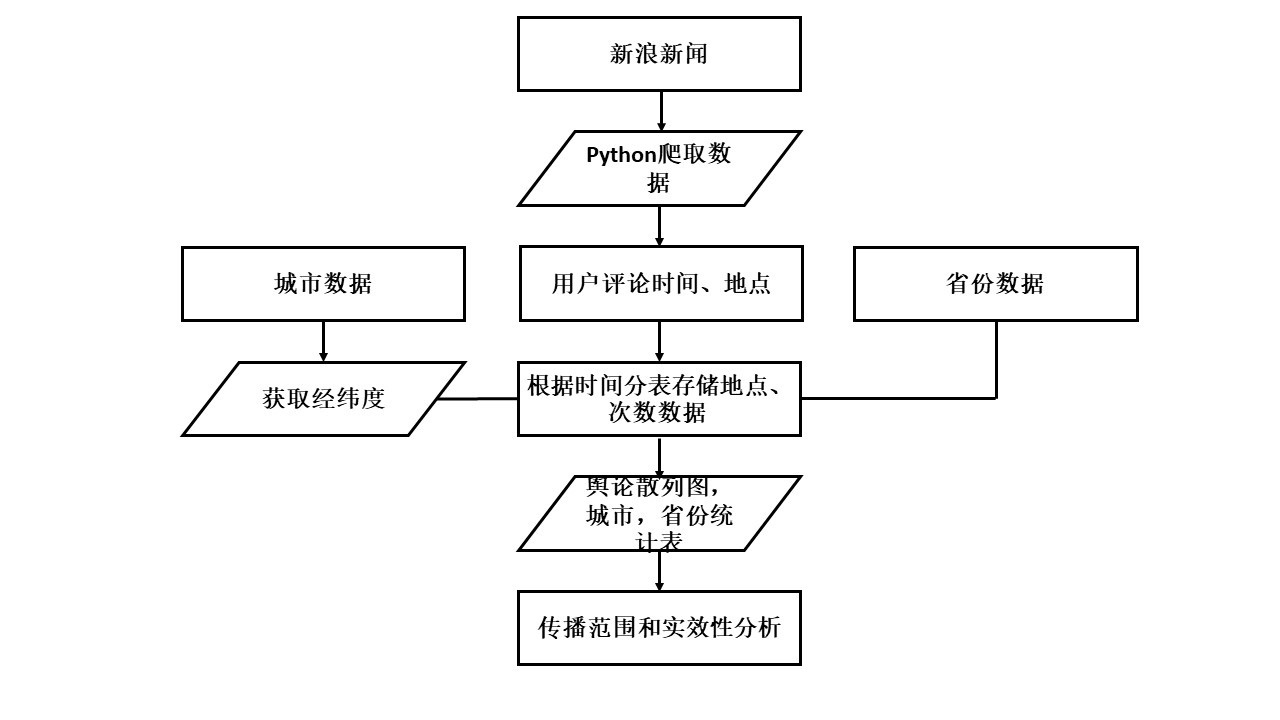 新浪新闻
Python爬取数
据
城市数据
用户评论时间、地点
省份数据
获取经纬度
根据时间分表存储地点、
次数数据
舆论散列图，
城市，省份统
计表
传播范围和实效性分析